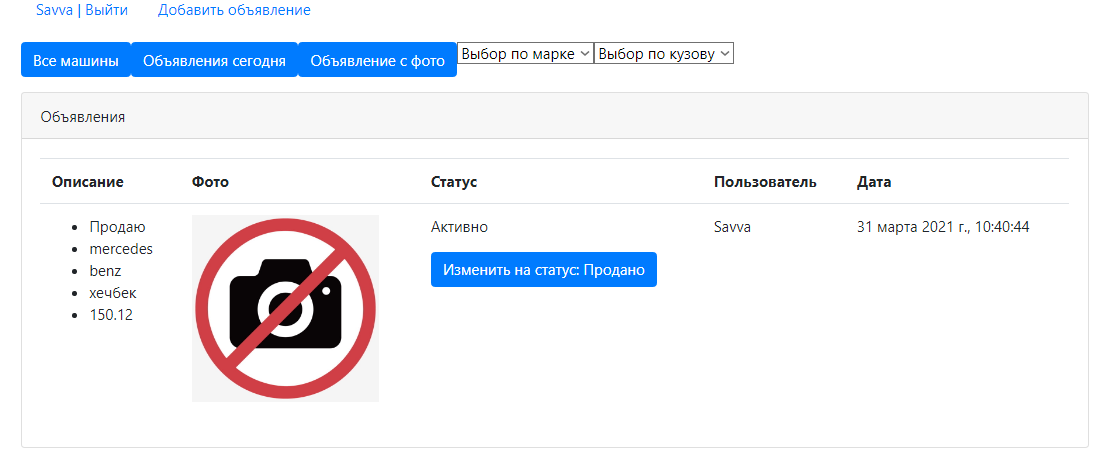 Savva | Выйти Добавить объявление
Все машины Объявления сегодня Объявление с фото Выбор по марке Выбор по кузову
Объявления
Описание Фото Статус Пользователь Дата
Продаю Активно Savva 31 марта 2021 г., 10:40:44
mercedes
benz Изменить на статус: Продано
хечбек
150.12